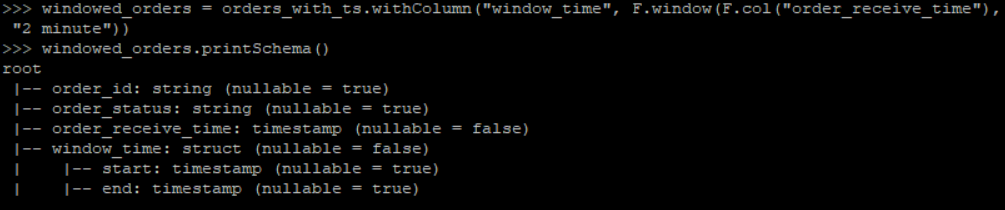 >>> windowed_orders = orders_with_ts.withColumn("window_time", F.window(F.col("order_receive_time"),
 "2 minute"))
>>> windowed_orders.printSchema()
root
 |-- order_id: string (nullable = true)
 |-- order_status: string (nullable = true)
 |-- order_receive_time: timestamp (nullable = false)
 |-- window_time: struct (nullable = false)
 |    |-- start: timestamp (nullable = true)
 |    |-- end: timestamp (nullable = true)